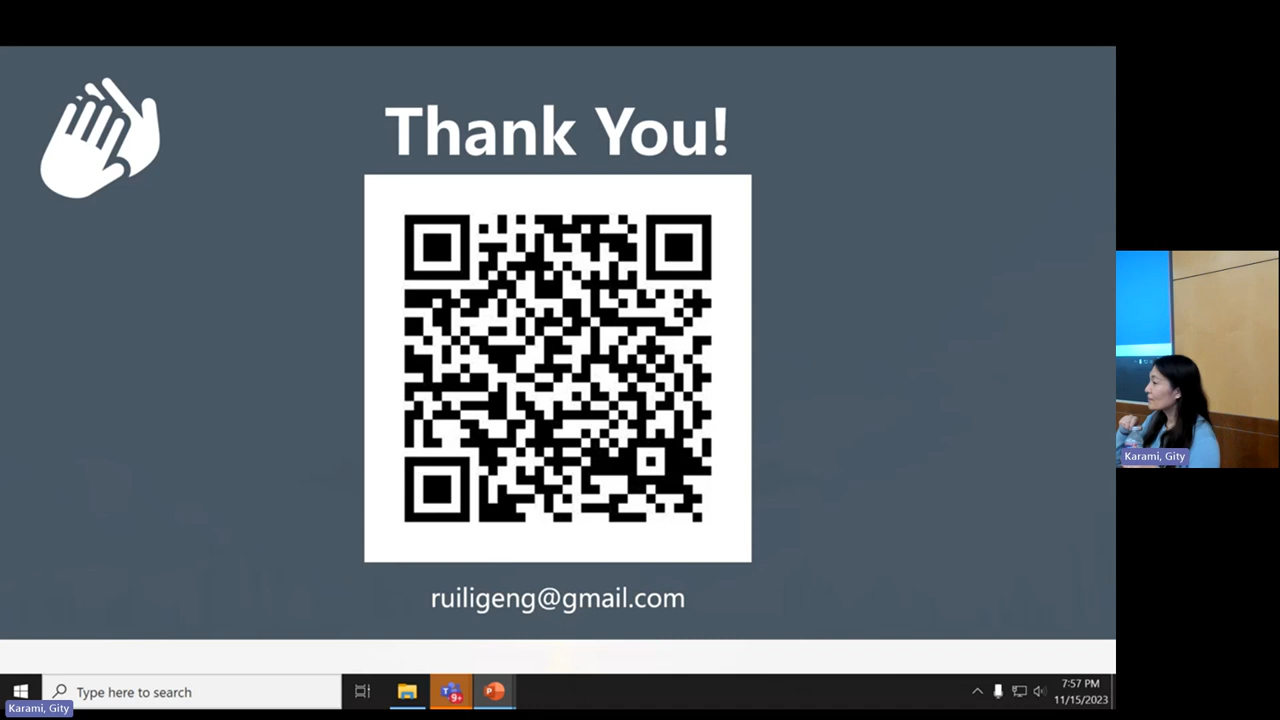 Thank You!
ruiligeng@gmail.com
Karami, Gity
Type here to search
9+
7:57 PM
11/15/2023
Karami, Gity